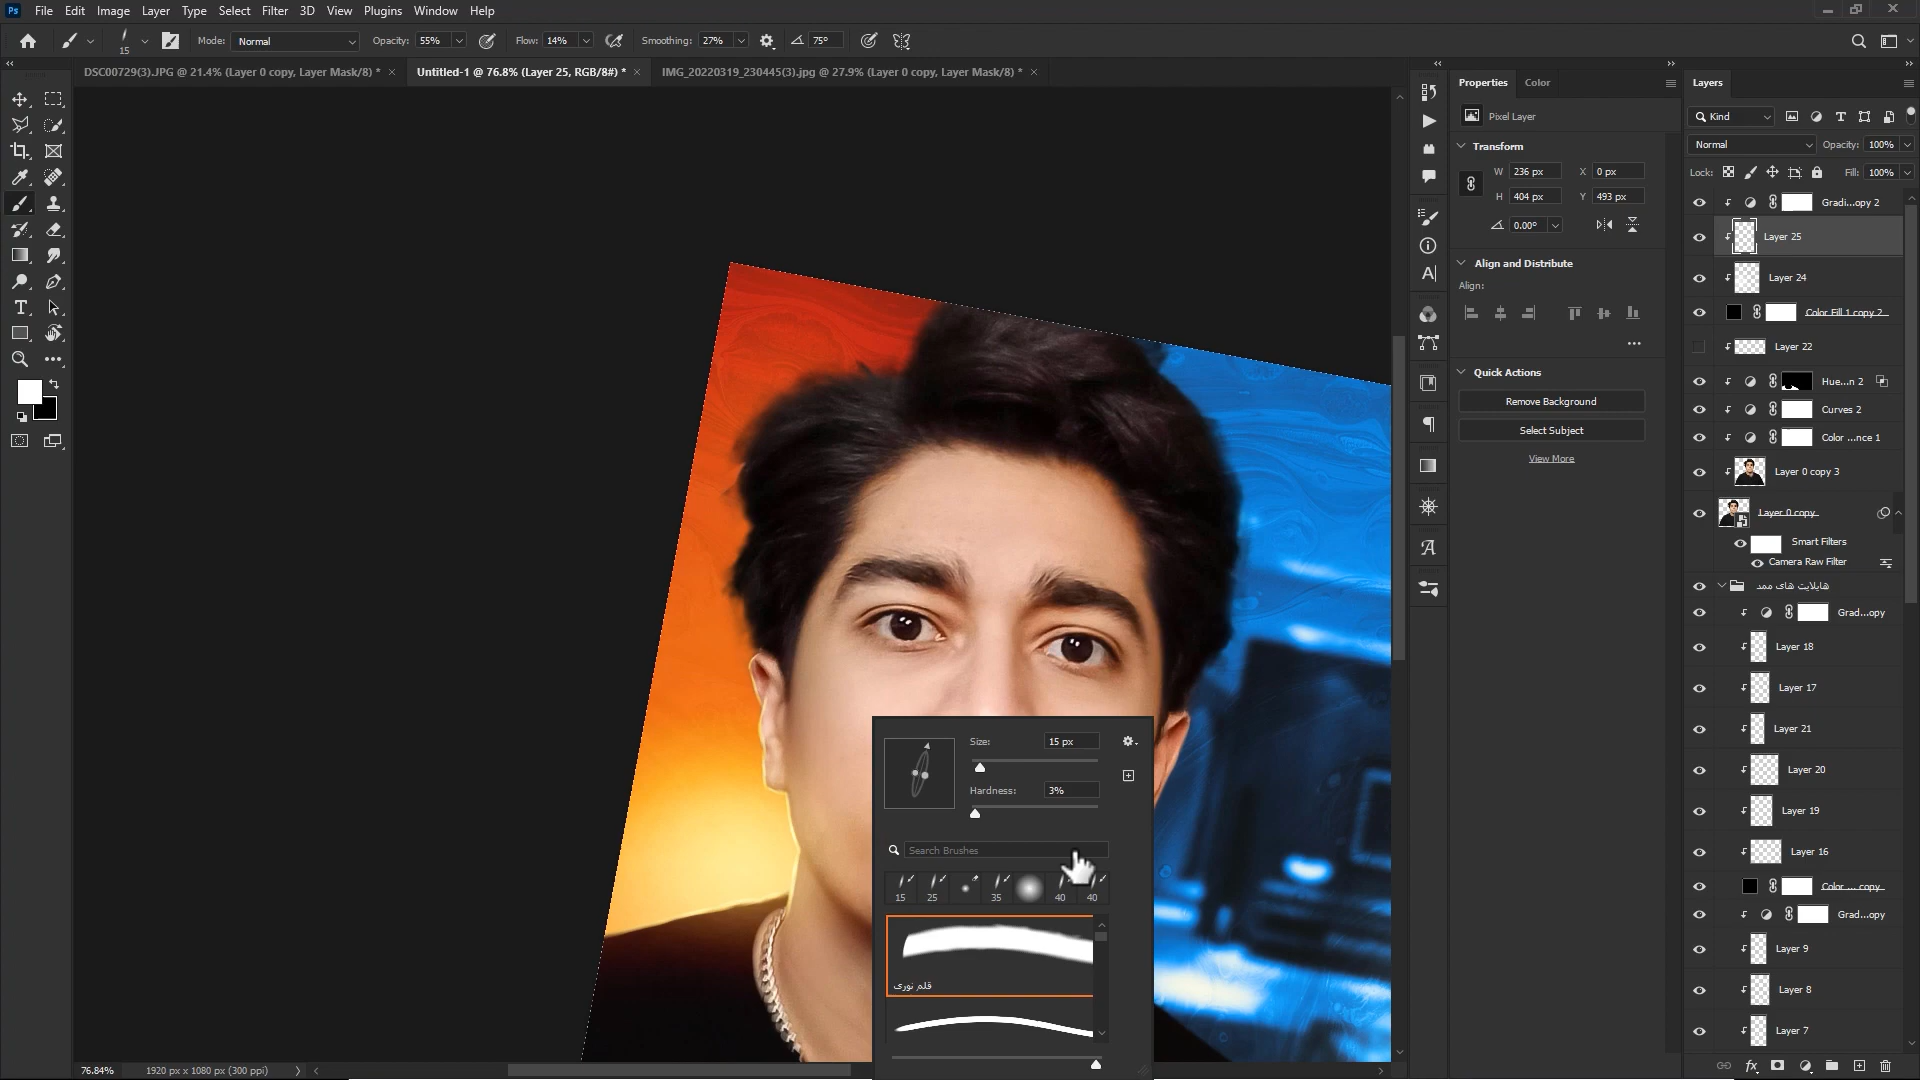 Ps File Edit Image Layer Type Select Filter 3D View Plugins Window Help
15 Mode: Normal Opacity: 55% Flow: 14% Smoothing: 27% 75°
DSC00729(3).JPG @ 21.4% (Layer 0 copy, Layer Mask/8) * × Untitled-1 @ 76.8% (Layer 25, RGB/8#) * × IMG_20220319_230445(3).jpg @ 27.9% (Layer 0 copy, Layer Mask/8) * ×
Properties Color
Pixel Layer
Transform
W 236 px X 0 px
H 404 px Y 493 px
0.00°
Align and Distribute
Align:
Quick Actions
Remove Background
Select Subject
View More
Layers
Kind
Normal Opacity: 100%
Lock: Fill: 100%
Gradi...opy 2
Layer 25
Layer 24
Color Fill 1 copy 2
Layer 22
Hue...n 2
Curves 2
Color ...nce 1
Layer 0 copy 3
Layer 0 copy
Smart Filters
Camera Raw Filter
هایلایت های ممد
Grad...opy
Layer 18
Layer 17
Layer 21
Layer 20
Layer 19
Layer 16
Color ... copy
Grad...opy
Layer 9
Layer 8
Layer 7
Size: 15 px
Hardness: 3%
Search Brushes
15 25 35 40 40
قلم نوری
76.84% 1920 px x 1080 px (300 ppi)